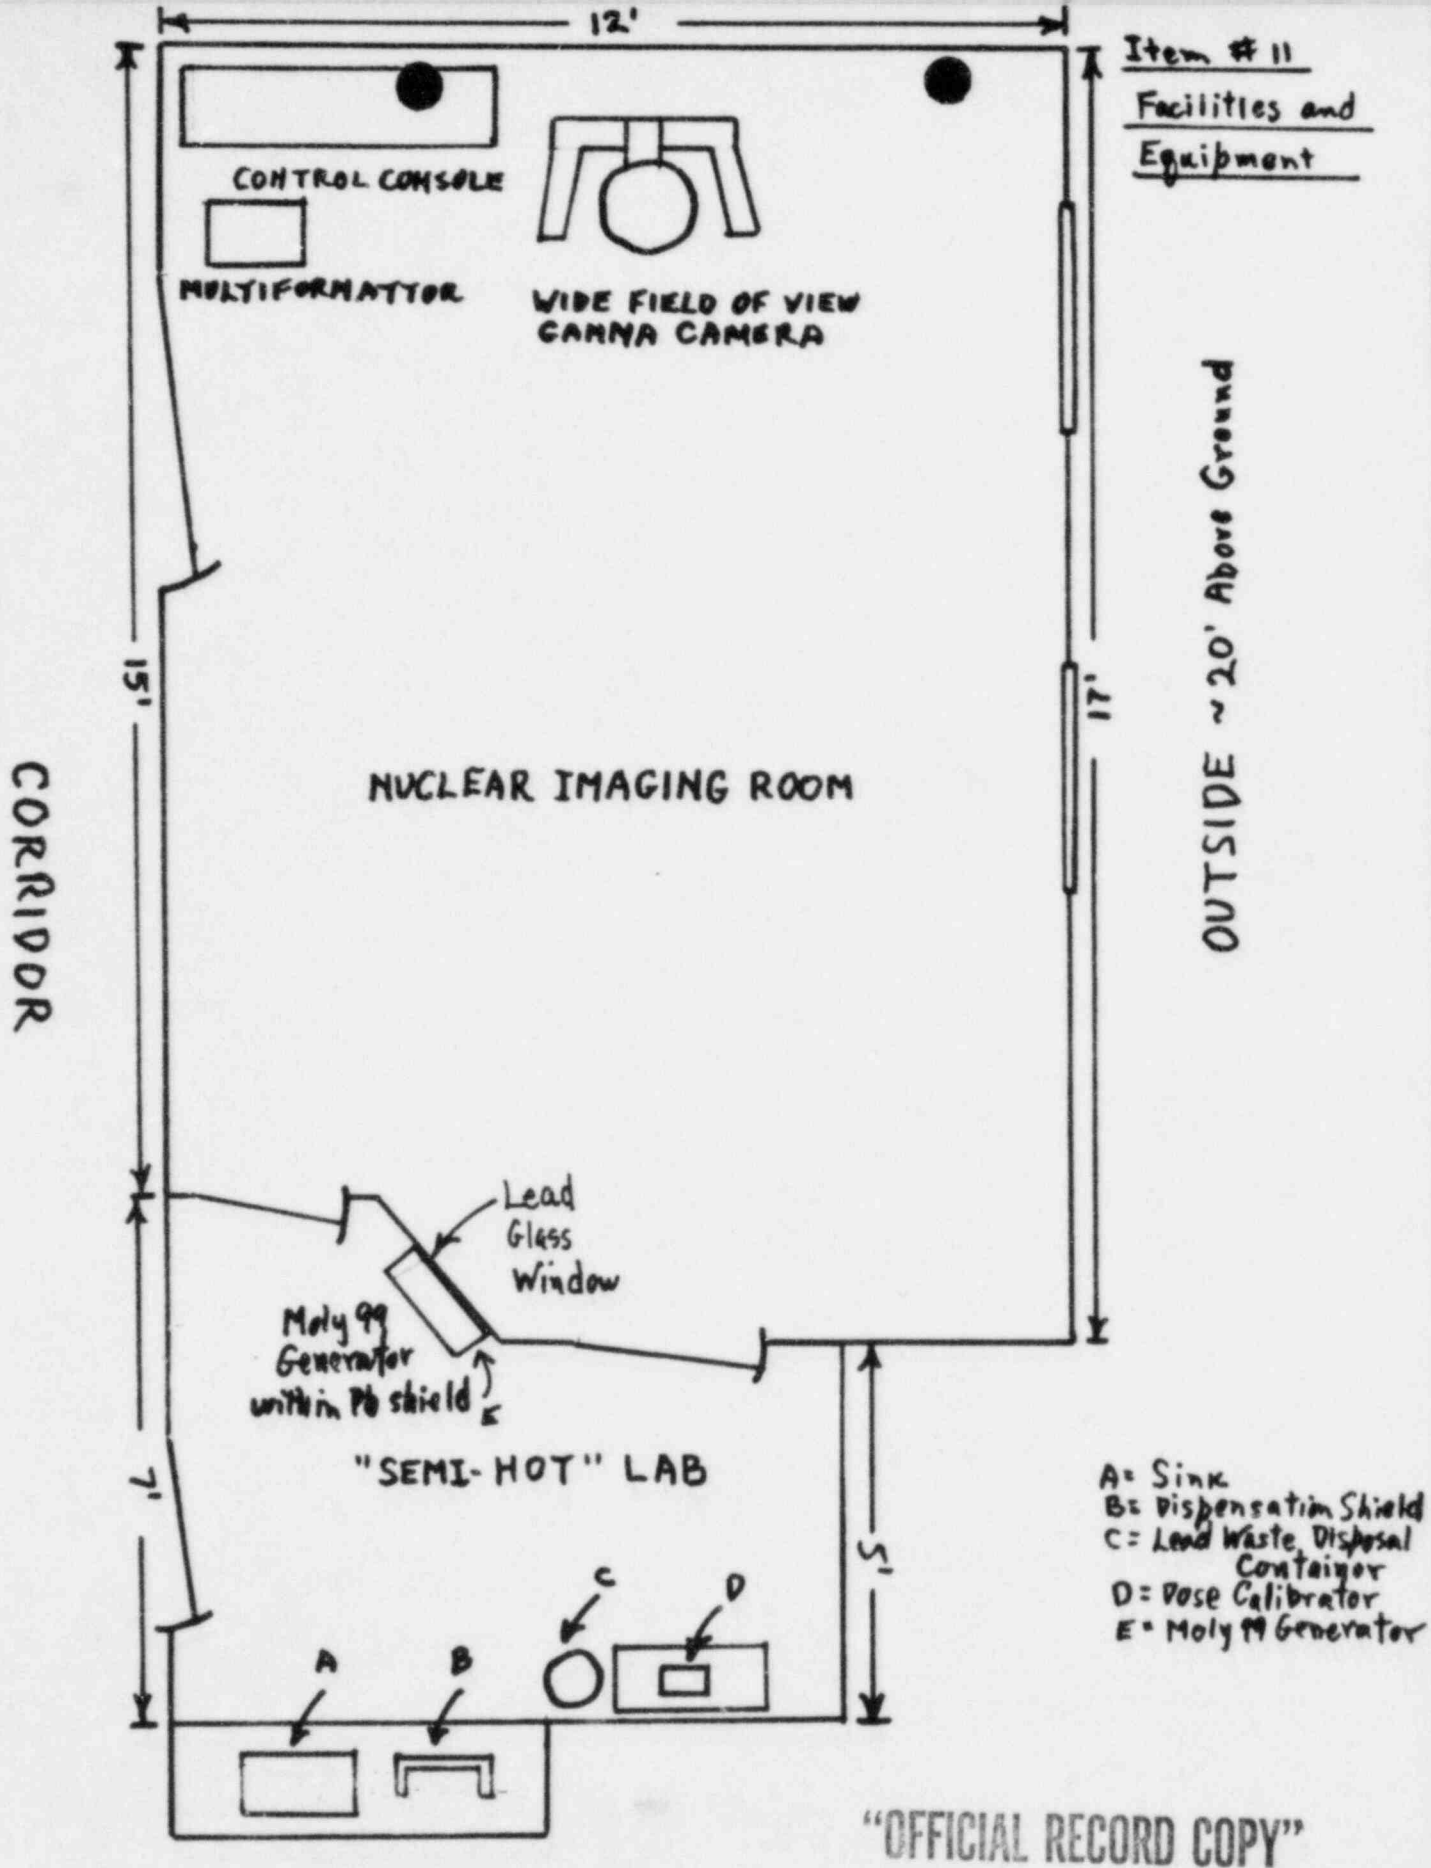 12'
Item # 11
Facilities and
Equipment
CONTROL CONSOLE
MULTIFORMATTOR
WIDE FIELD OF VIEW
GAMMA CAMERA
OUTSIDE ~ 20' Above Ground
15'
17'
CORRIDOR
NUCLEAR IMAGING ROOM
Lead
Glass
Window
Moly 99
Generator
within Pb shield
E
"SEMI-HOT" LAB
7'
5'
A= Sink
B= Dispensation Shield
C= Lead Waste Disposal
Container
D= Dose Calibrator
E= Moly 99 Generator
A
B
C
D
"OFFICIAL RECORD COPY"